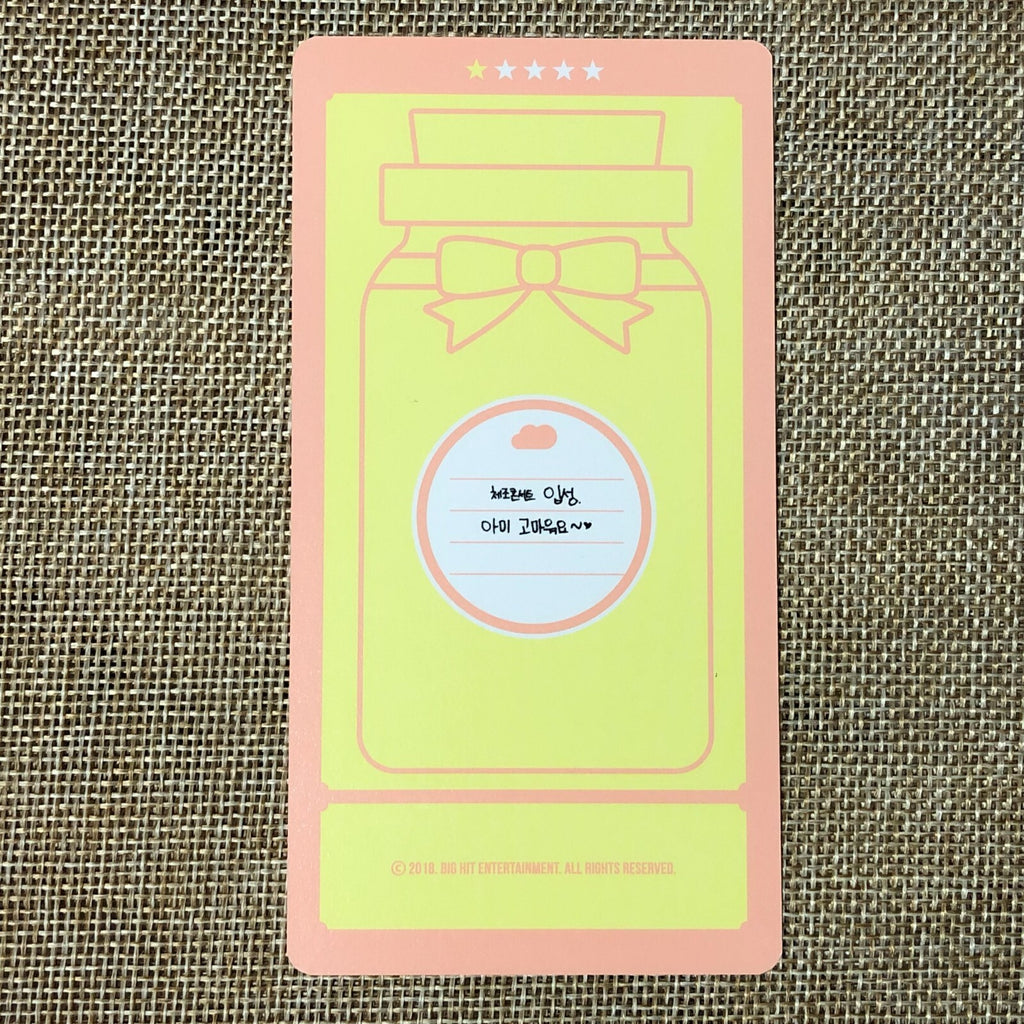 체조콘서트 입성.
아미 고마워요~♥
© 2018. BIG HIT ENTERTAINMENT. ALL RIGHTS RESERVED.